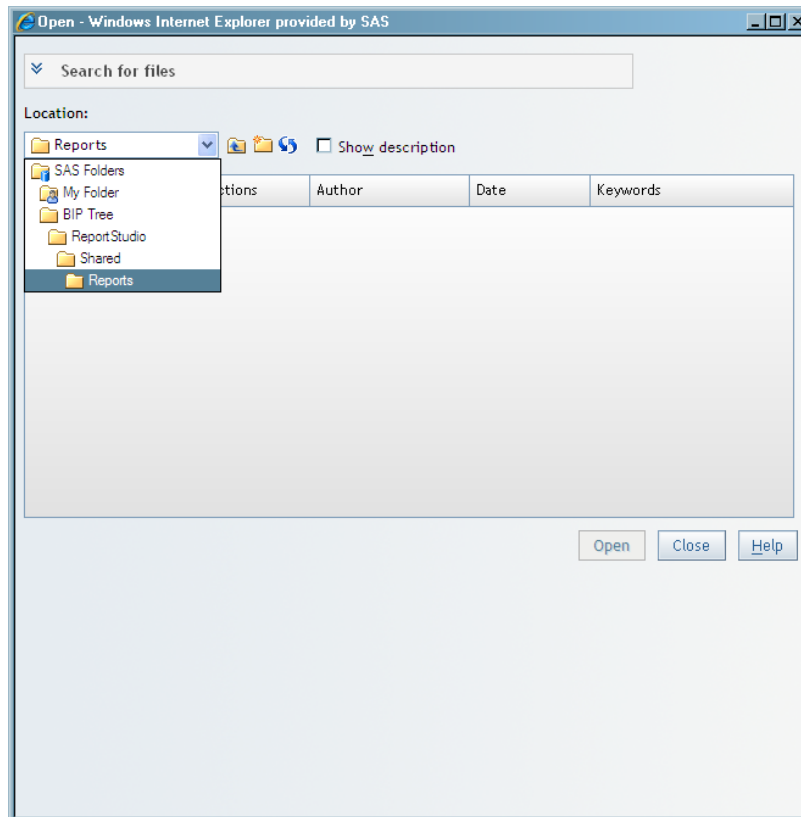 Open - Windows Internet Explorer provided by SAS
Search for files
Location:
Reports
Show description
SAS Folders
My Folder
BIP Tree
ReportStudio
Shared
Reports
Author
Date
Keywords
Open
Close
Help